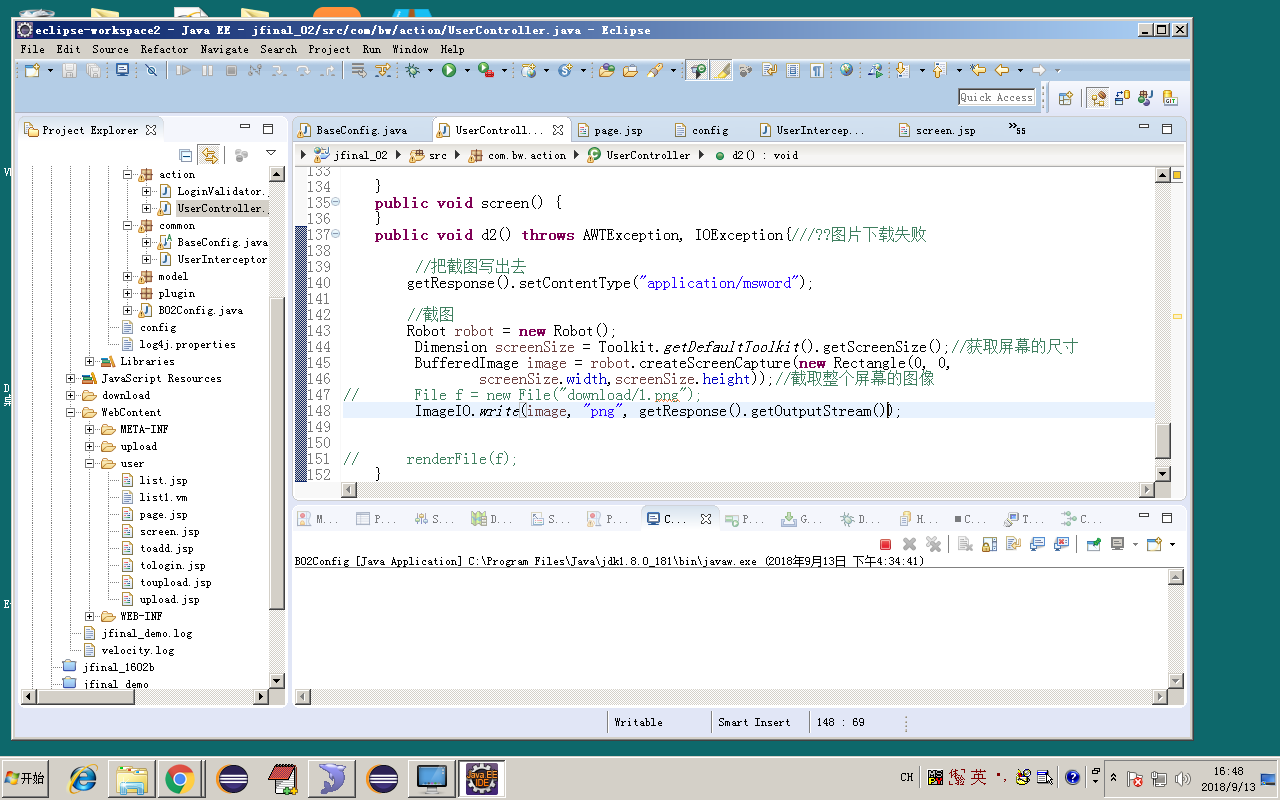 eclipse-workspace2 - Java EE - jfinal_02/src/com/bw/action/UserController.java - Eclipse
File Edit Source Refactor Navigate Search Project Run Window Help
Quick Access
Project Explorer
action
LoginValidator.
UserController.
common
BaseConfig.java
UserInterceptor
model
plugin
B02Config.java
config
log4j.properties
Libraries
JavaScript Resources
download
WebContent
META-INF
upload
user
list.jsp
list1.vm
page.jsp
screen.jsp
toadd.jsp
tologin.jsp
toupload.jsp
upload.jsp
WEB-INF
jfinal_demo.log
velocity.log
jfinal_1602b
jfinal_demo
BaseConfig.java UserControll... page.jsp config UserIntercep... screen.jsp »55
jfinal_02 src com.bw.action UserController d2() : void
133
134 }
135 public void screen() {
136 }
137 public void d2() throws AWTException, IOException{///??图片下载失败
138
139 //把截图写出去
140 getResponse().setContentType("application/msword");
141
142 //截图
143 Robot robot = new Robot();
144 Dimension screenSize = Toolkit.getDefaultToolkit().getScreenSize();//获取屏幕的尺寸
145 BufferedImage image = robot.createScreenCapture(new Rectangle(0, 0,
146 screenSize.width,screenSize.height));//截取整个屏幕的图像
147 // File f = new File("download/1.png");
148 ImageIO.write(image, "png", getResponse().getOutputStream());
149
150
151 // renderFile(f);
152 }
M... P... S... D... S... P... C... P... G... D... H... C... T... C...
B02Config [Java Application] C:\Program Files\Java\jdk1.8.0_181\bin\javaw.exe (2018年9月13日 下午4:34:41)
Writable Smart Insert 148 : 69
开始
Java EE
IDE
CH
英
16:48
2018/9/13